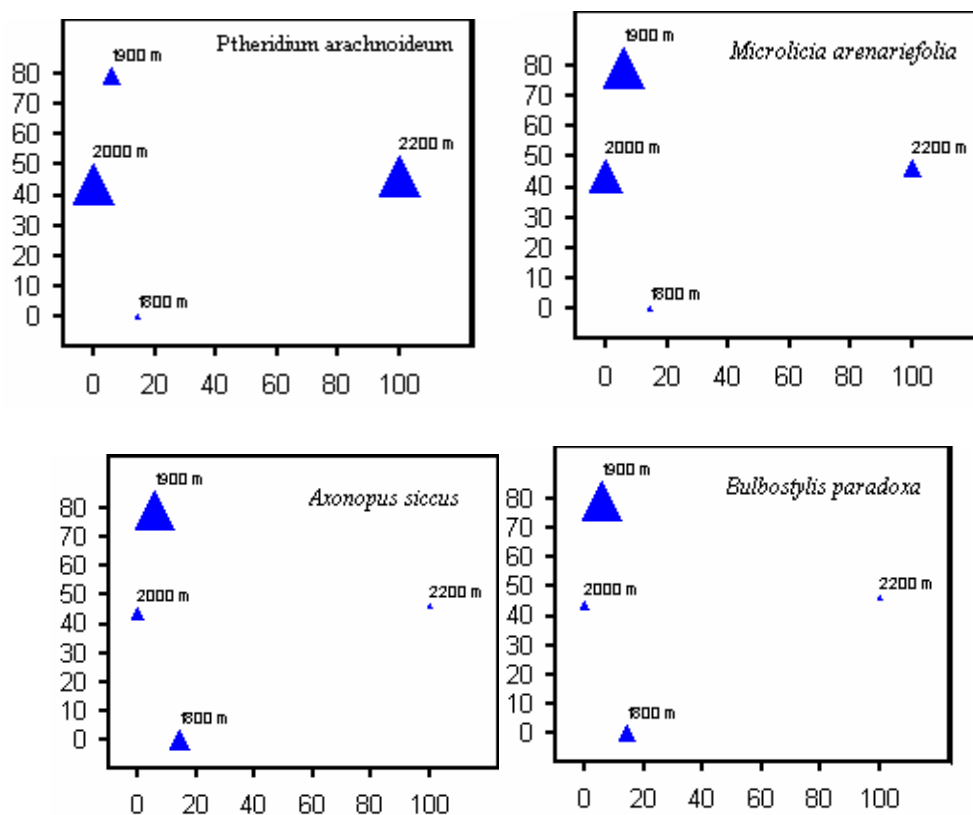 Ptheridium arachnoideum
1900 m
2000 m
2200 m
1800 m
80
70
60
50
40
30
20
10
0
0 20 40 60 80 100
Microlicia arenariefolia
1900 m
2000 m
2200 m
1800 m
80
70
60
50
40
30
20
10
0
0 20 40 60 80 100
Axonopus siccus
1900 m
2000 m
2200 m
1800 m
80
70
60
50
40
30
20
10
0
0 20 40 60 80 100
Bulbostylis paradoxa
1900 m
2000 m
2200 m
1800 m
80
70
60
50
40
30
20
10
0
0 20 40 60 80 100